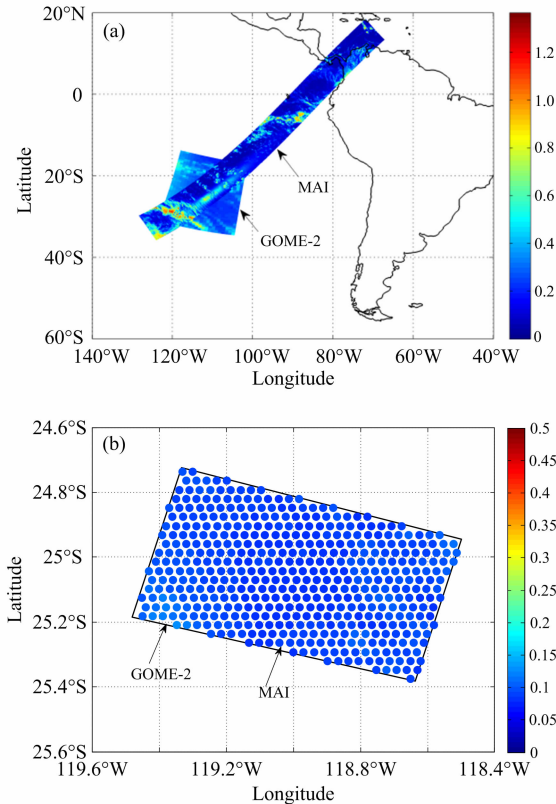 (a)
20°N
0
20°S
40°S
60°S
Latitude
MAI
GOME-2
140°W 120°W 100°W 80°W 60°W 40°W
Longitude
1.2
1.0
0.8
0.6
0.4
0.2
0
(b)
24.6°S
24.8°S
25°S
25.2°S
25.4°S
25.6°S
Latitude
GOME-2
MAI
119.6°W 119.2°W 118.8°W 118.4°W
Longitude
0.5
0.45
0.4
0.35
0.3
0.25
0.2
0.15
0.1
0.05
0